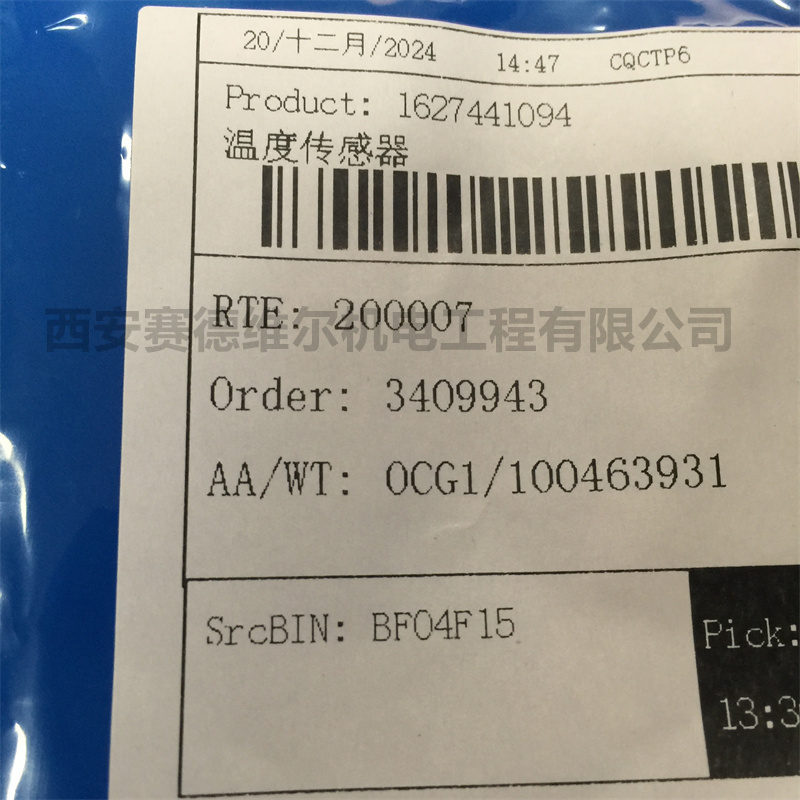 20/十二月/2024 14:47 CQCTP6
Product: 1627441094
温度传感器
RTE: 200007
西安赛德维尔机电工程有限公司
Order: 3409943
AA/WT: OCG1/100463931
SrcBIN: BF04F15
Pick:
13:3